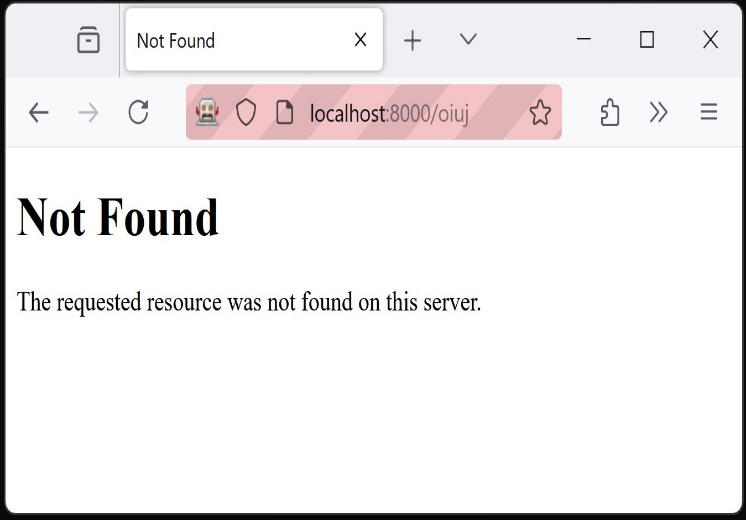 Not Found
localhost:8000/oiuj
Not Found
The requested resource was not found on this server.